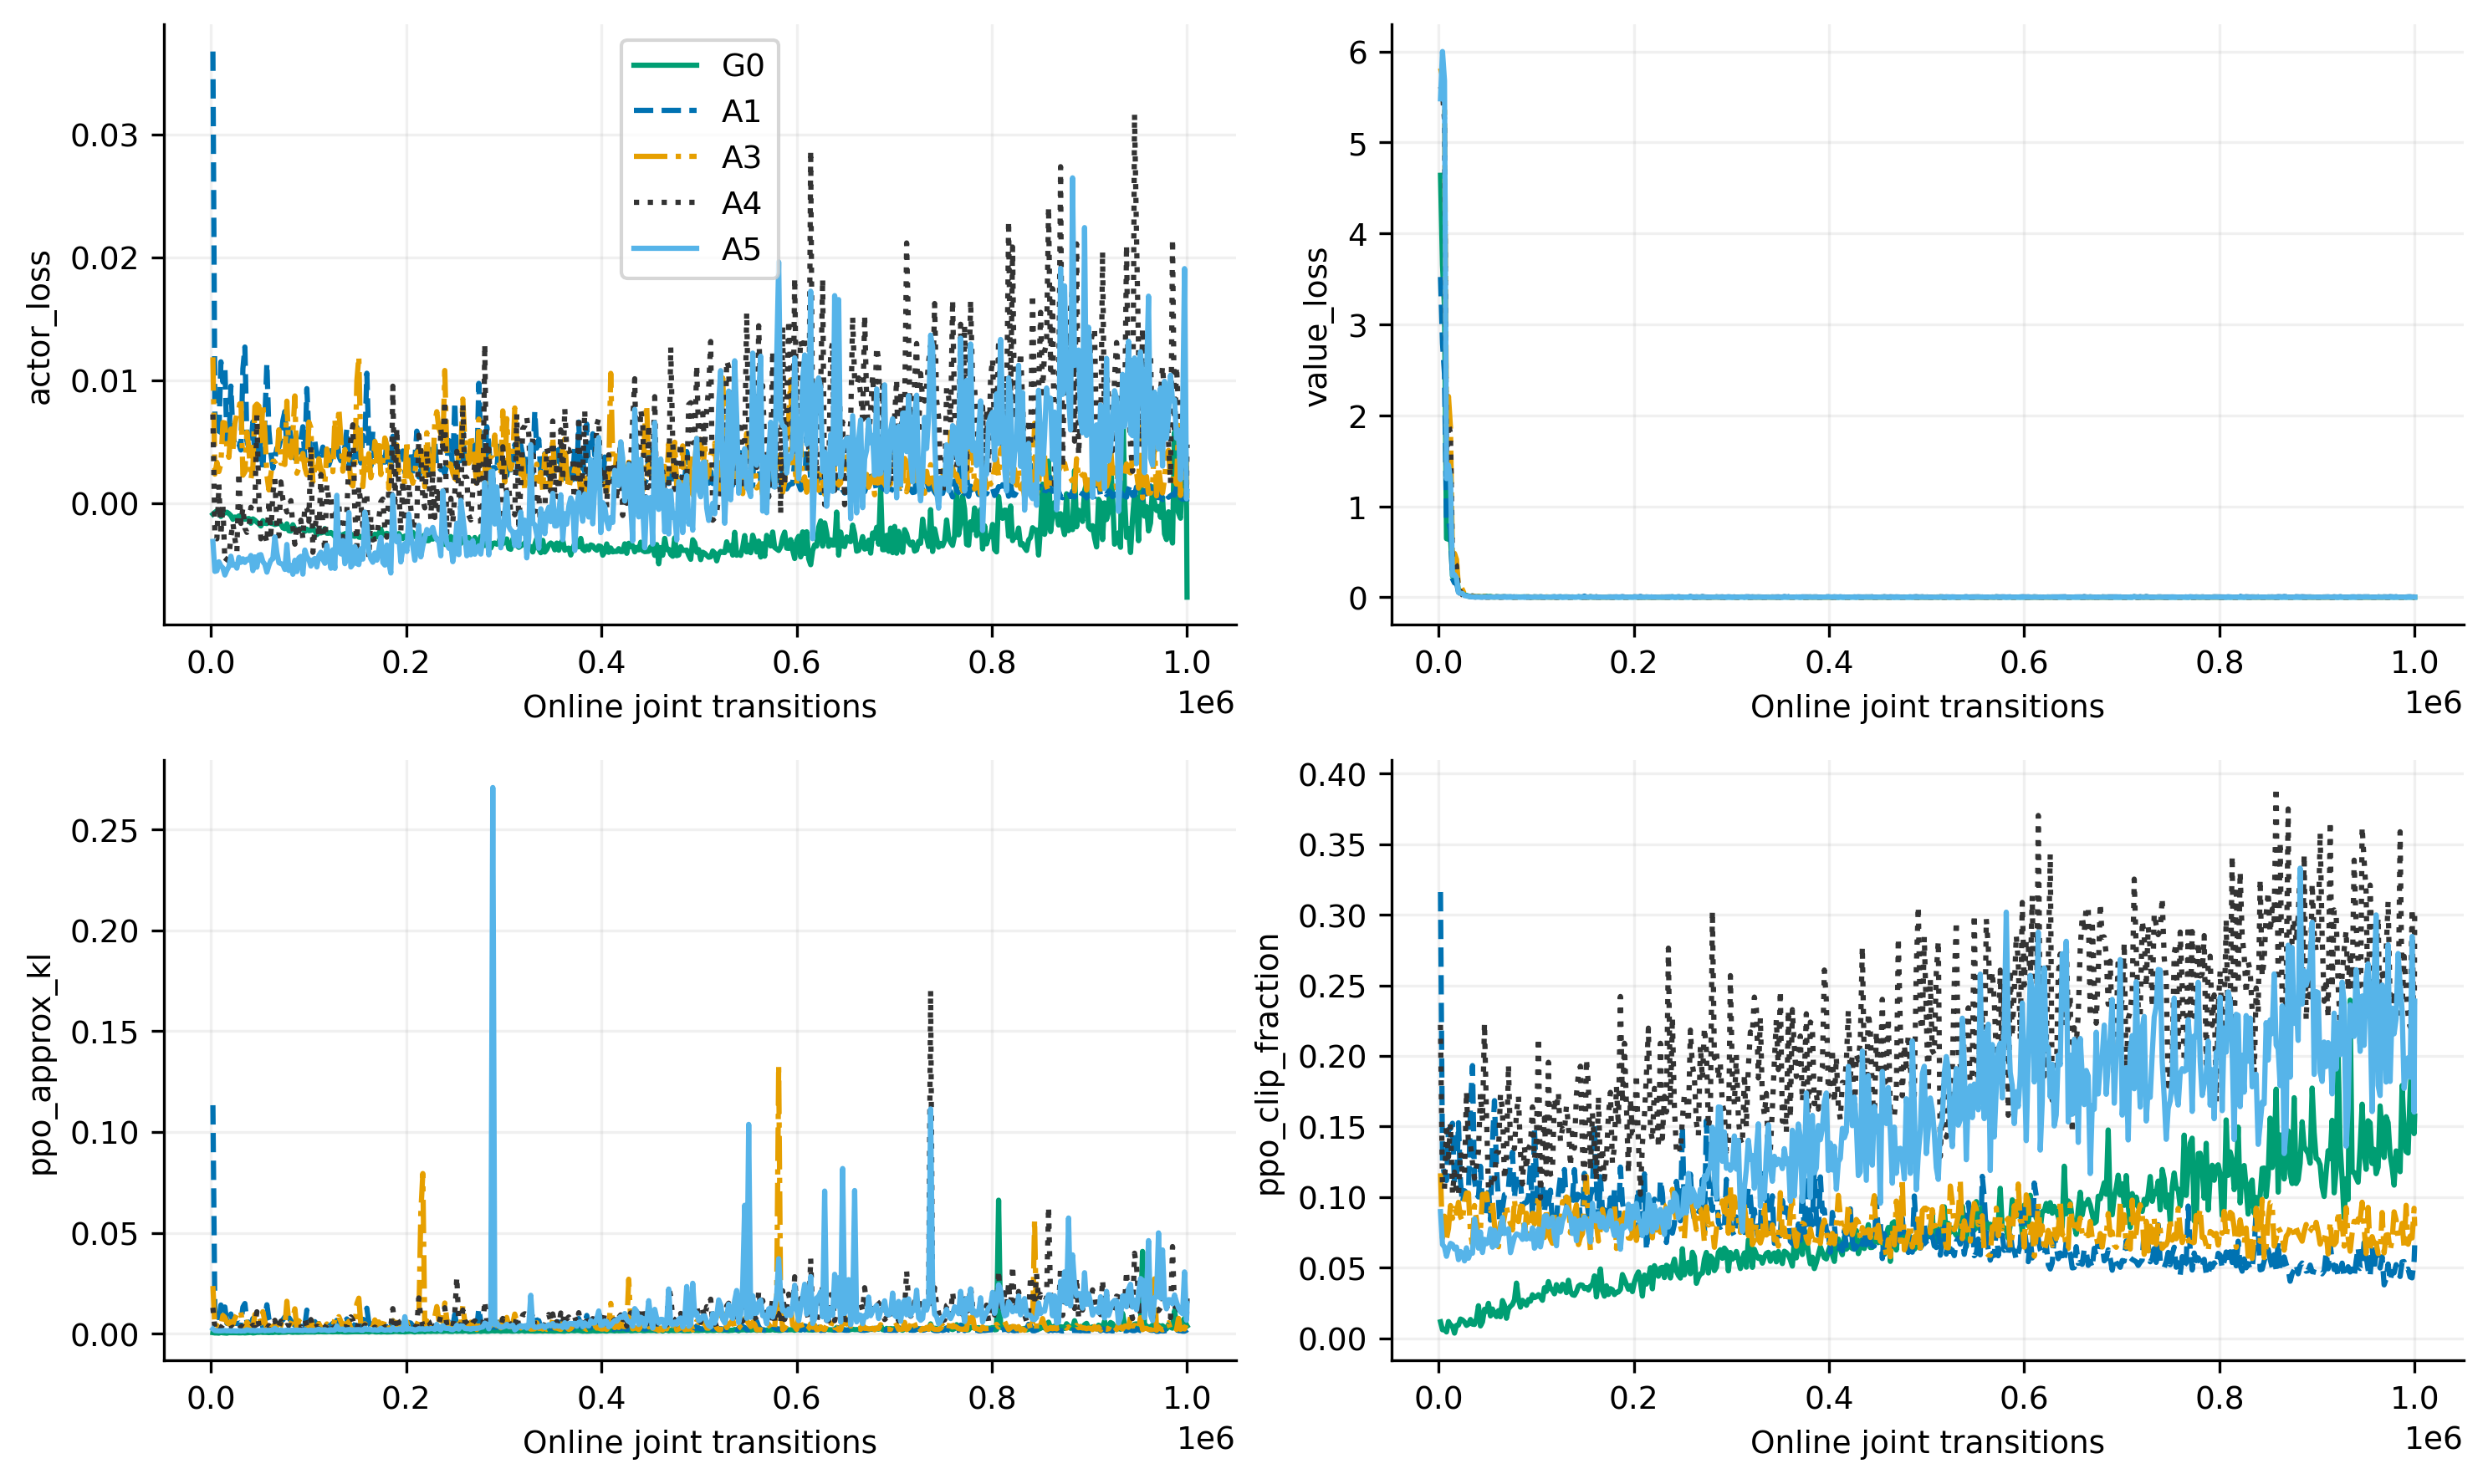 actor_loss
0.03
0.02
0.01
0.00
G0
A1
A3
A4
A5
0.0 0.2 0.4 0.6 0.8 1.0
Online joint transitions
1e6
value_loss
6
5
4
3
2
1
0
0.0 0.2 0.4 0.6 0.8 1.0
Online joint transitions
1e6
ppo_approx_kl
0.25
0.20
0.15
0.10
0.05
0.00
0.0 0.2 0.4 0.6 0.8 1.0
Online joint transitions
1e6
ppo_clip_fraction
0.40
0.35
0.30
0.25
0.20
0.15
0.10
0.05
0.00
0.0 0.2 0.4 0.6 0.8 1.0
Online joint transitions
1e6